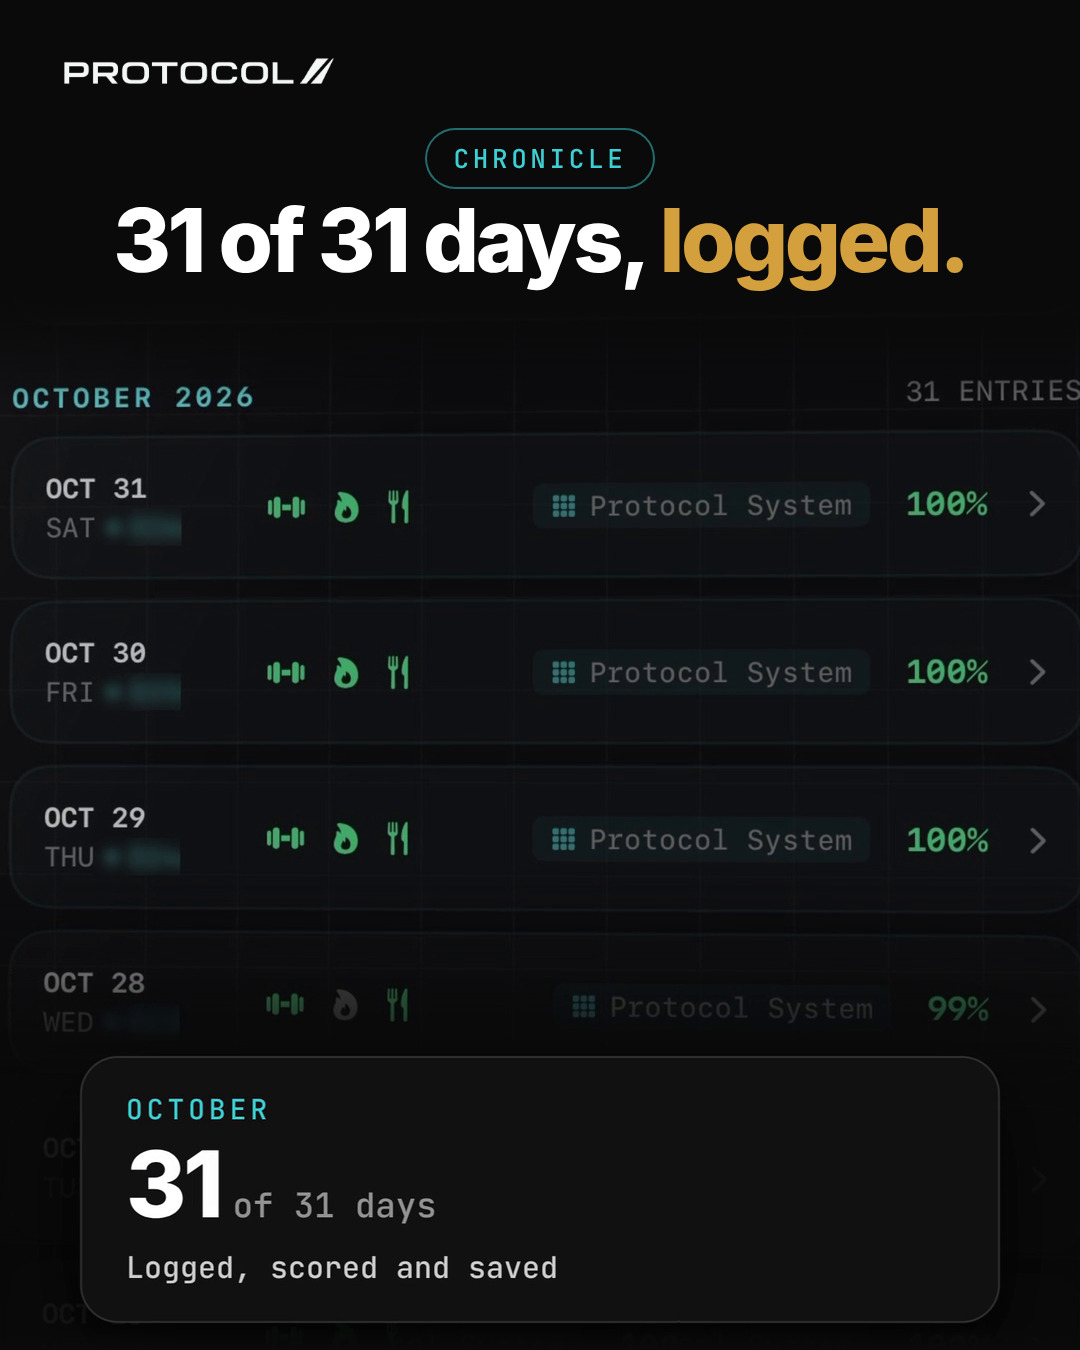 PROTOCOL
CHRONICLE
31 of 31 days, logged.
OCTOBER 2026
31 ENTRIES
OCT 31
SAT
Protocol System
100%
OCT 30
FRI
Protocol System
100%
OCT 29
THU
Protocol System
100%
OCT 28
WED
Protocol System
99%
OCTOBER
31 of 31 days
Logged, scored and saved
OCT